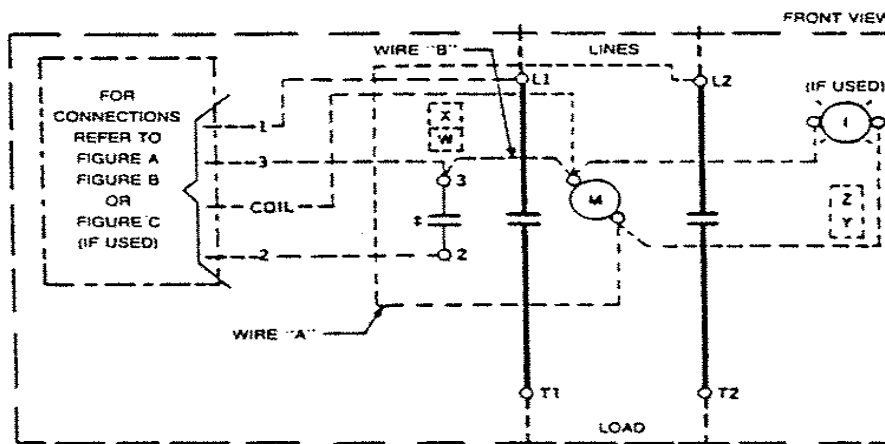 FRONT VIEW
WIRE "B"
LINES
L1
L2
(IF USED)
FOR
CONNECTIONS
REFER TO
FIGURE A
FIGURE B
OR
FIGURE C
(IF USED)
1
3
COIL
2
X
W
3
‡
2
M
I
Z
Y
WIRE "A"
T1
T2
LOAD